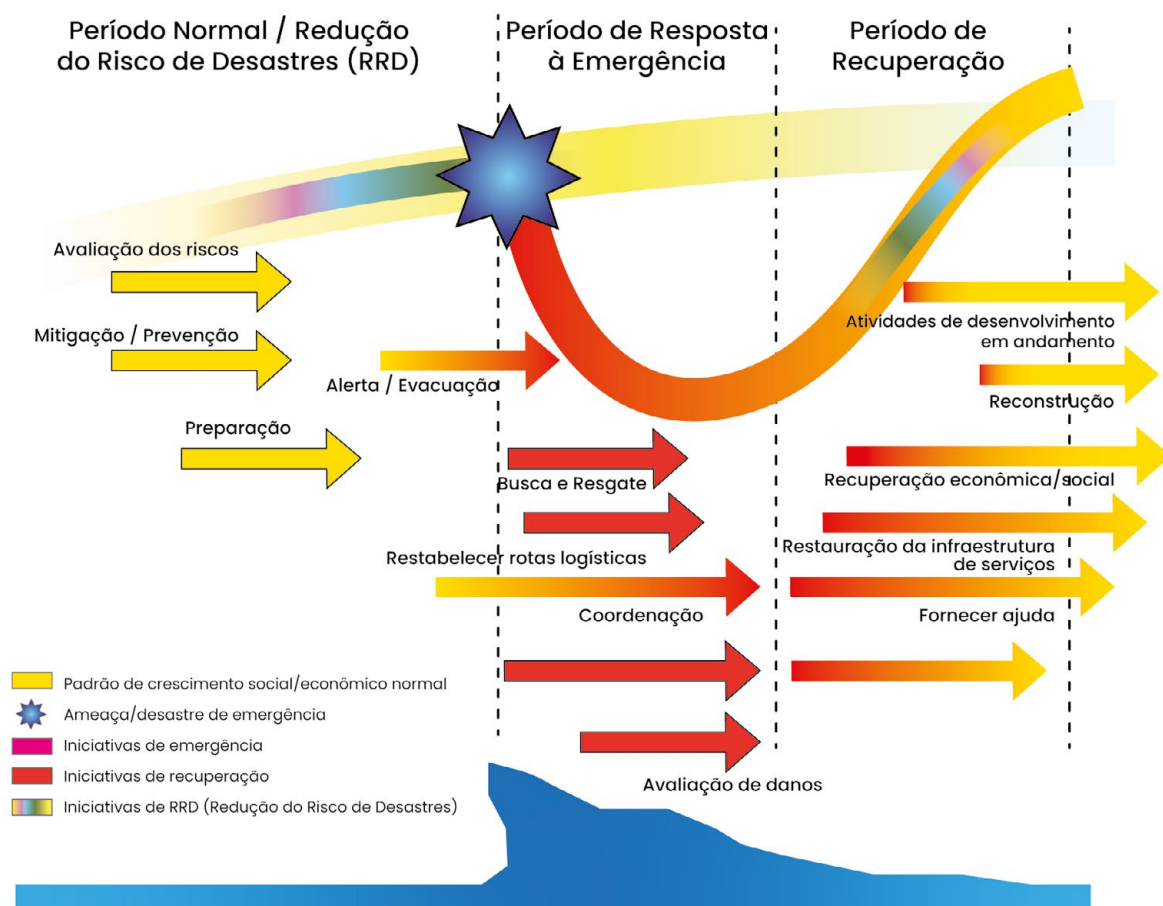 Período Normal / Redução
do Risco de Desastres (RRD)
Período de Resposta
à Emergência
Período de
Recuperação
Avaliação dos riscos
Mitigação / Prevenção
Alerta / Evacuação
Preparação
Busca e Resgate
Restabelecer rotas logísticas
Coordenação
Avaliação de danos
Atividades de desenvolvimento
em andamento
Reconstrução
Recuperação econômica/social
Restauração da infraestrutura
de serviços
Fornecer ajuda
Padrão de crescimento social/econômico normal
Ameaça/desastre de emergência
Iniciativas de emergência
Iniciativas de recuperação
Iniciativas de RRD (Redução do Risco de Desastres)